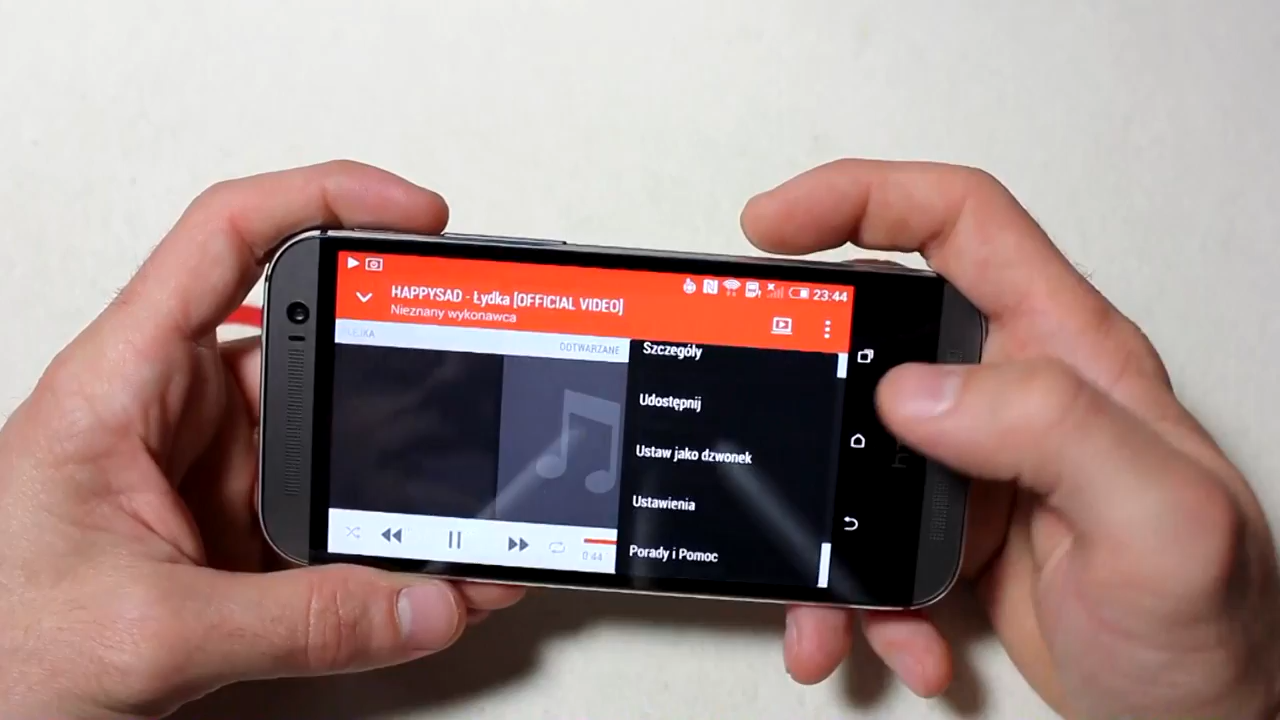 23:44
HAPPYSAD - Łydka [OFFICIAL VIDEO]
Nieznany wykonawca
ODTWARZANE
Szczegóły
Udostępnij
Ustaw jako dzwonek
Ustawienia
Porady i Pomoc
0:44